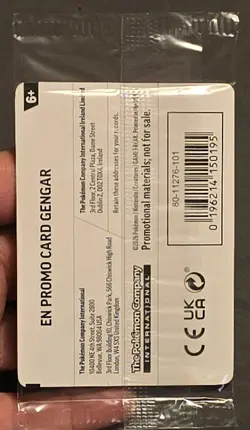 6+
EN PROMO CARD GENGAR
The Pokémon Company International
10400 NE 4th Street, Suite 2800
Bellevue, WA 98004 USA
3rd Floor Building 10, Chiswick Park, 566 Chiswick High Road
London, W4 5XS United Kingdom
The Pokémon Company International Ireland Limited
3rd Floor, 2 Central Plaza, Dame Street
Dublin 2, D02 T0X4, Ireland
Retain these addresses for your records.
The Pokémon Company
INTERNATIONAL
Promotional materials; not for sale.
80-11276-101
0 196214 150195
CE UK CA